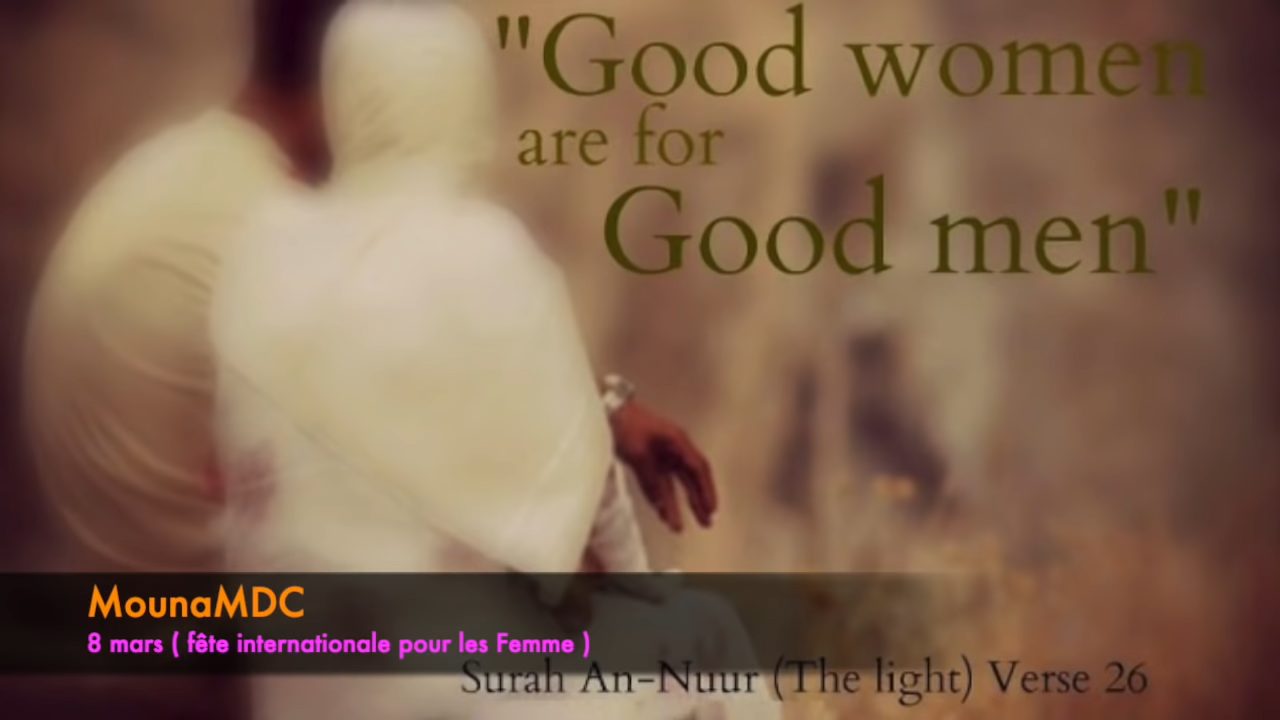 "Good women
are for
Good men"
MounaMDC
8 mars ( fête internationale pour les Femme )
Surah An-Nuur (The light) Verse 26